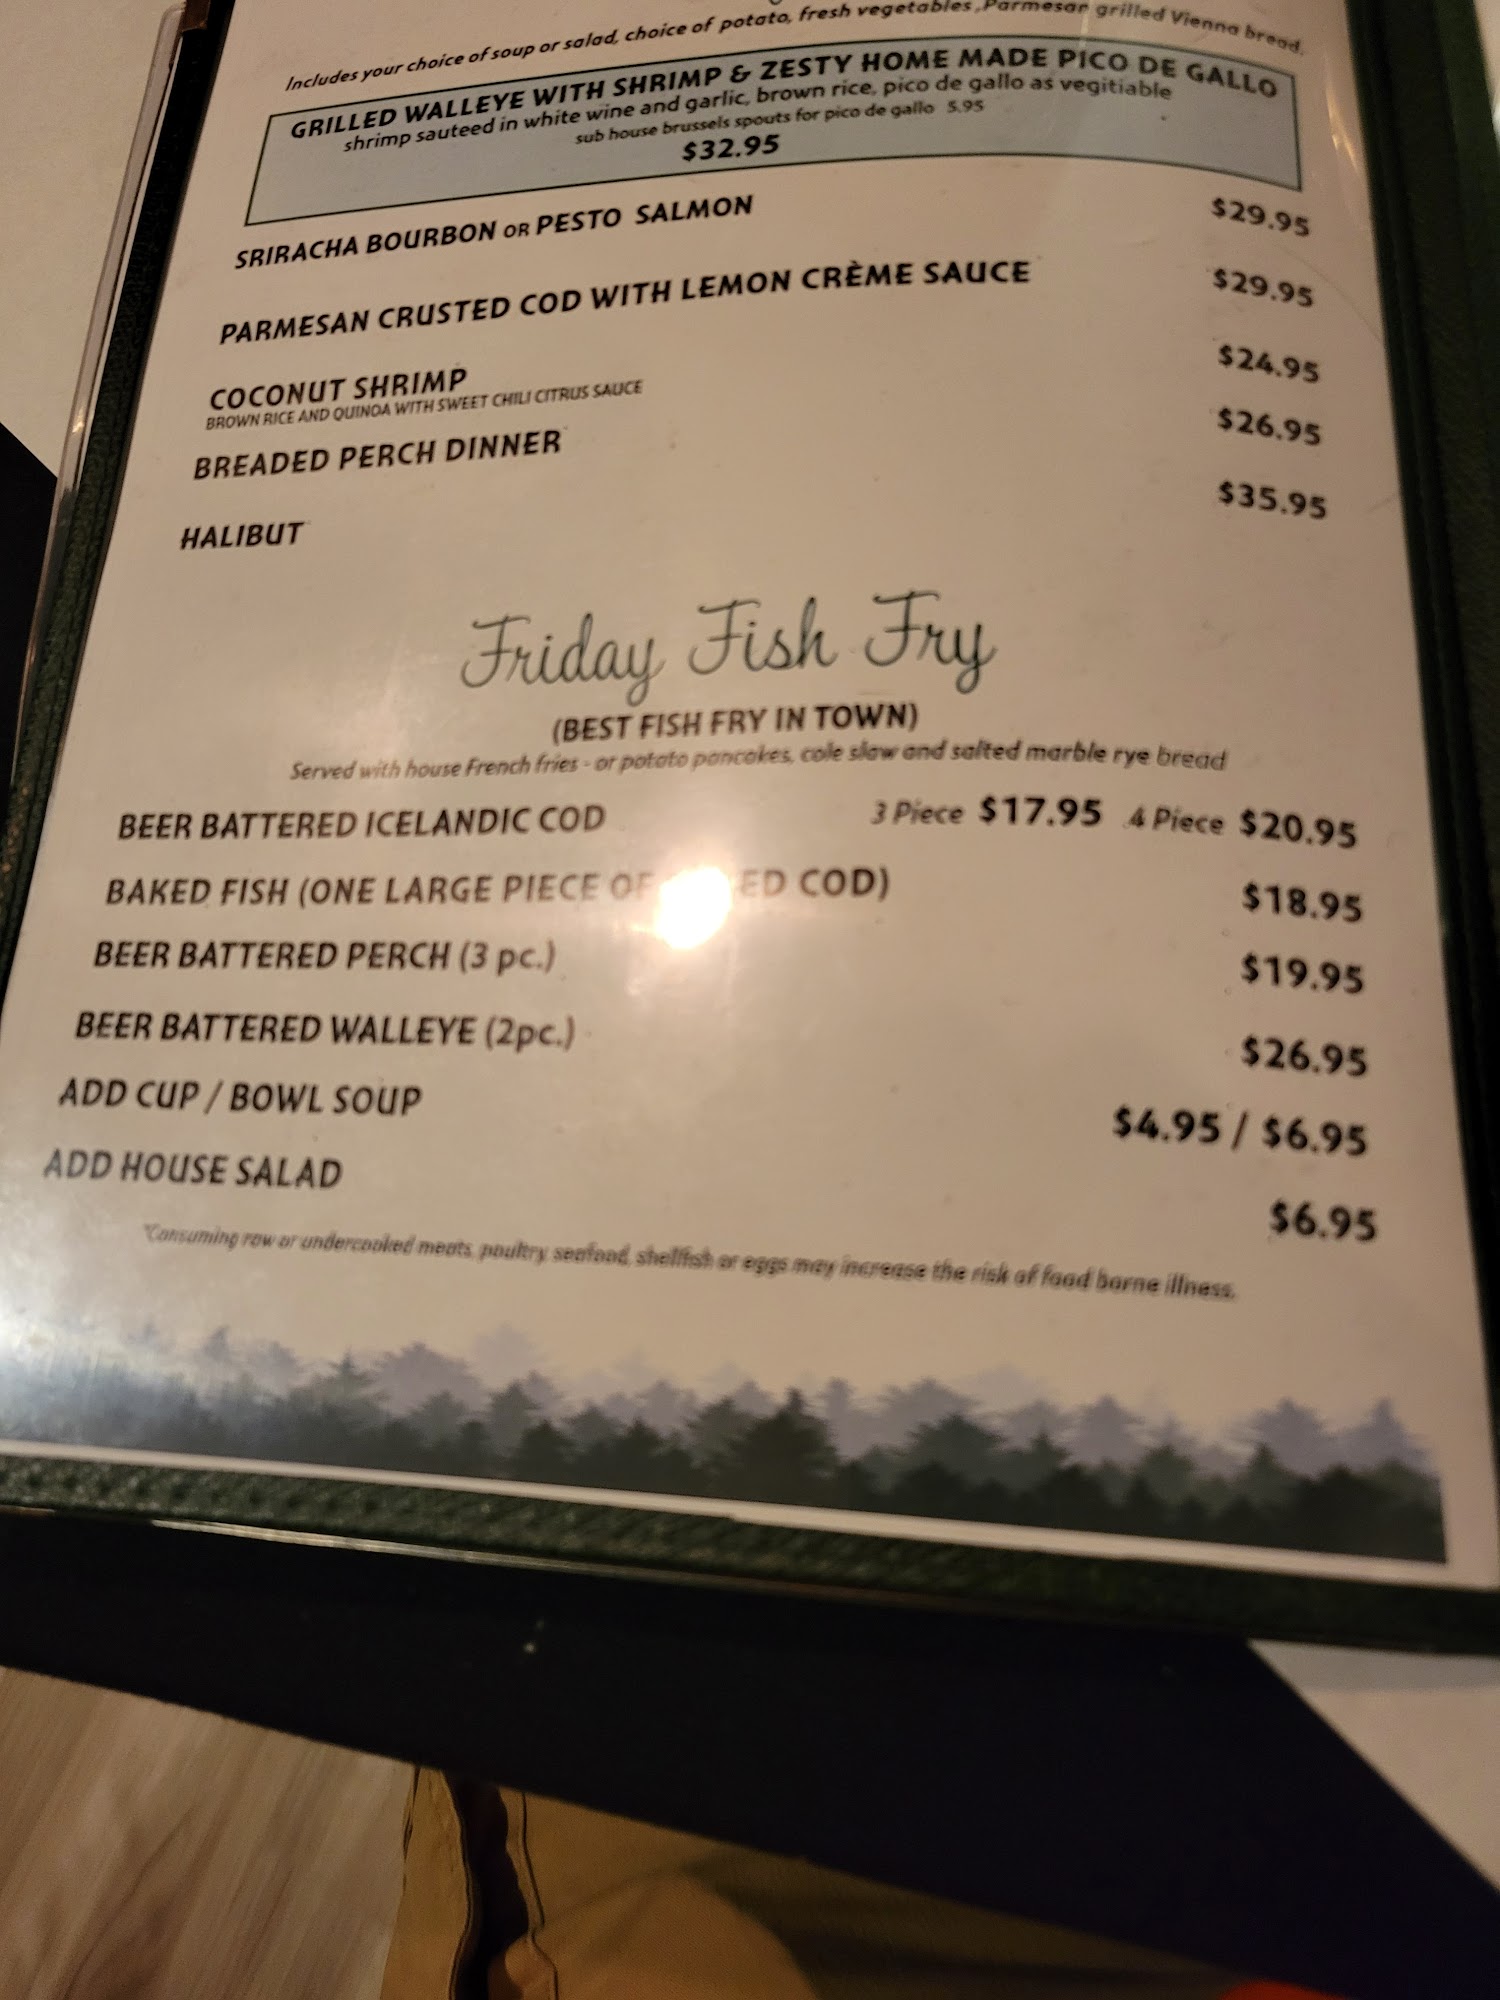 Includes your choice of soup or salad, choice of potato, fresh vegetables ,Parmesan grilled Vienna bread.
GRILLED WALLEYE WITH SHRIMP & ZESTY HOME MADE PICO DE GALLO
shrimp sauteed in white wine and garlic, brown rice, pico de gallo as vegitiable
sub house brussels spouts for pico de gallo 5.95
$32.95
SRIRACHA BOURBON OR PESTO SALMON $29.95
PARMESAN CRUSTED COD WITH LEMON CRÈME SAUCE $29.95
COCONUT SHRIMP $24.95
BROWN RICE AND QUINOA WITH SWEET CHILI CITRUS SAUCE
BREADED PERCH DINNER $26.95
HALIBUT $35.95
Friday Fish Fry
(BEST FISH FRY IN TOWN)
Served with house French fries - or potato pancakes, cole slaw and salted marble rye bread
BEER BATTERED ICELANDIC COD 3 Piece $17.95 4 Piece $20.95
BAKED FISH (ONE LARGE PIECE OF COD) $18.95
BEER BATTERED PERCH (3 pc.) $19.95
BEER BATTERED WALLEYE (2pc.) $26.95
ADD CUP / BOWL SOUP $4.95 / $6.95
ADD HOUSE SALAD $6.95
*Consuming raw or undercooked meats, poultry, seafood, shellfish or eggs may increase the risk of food borne illness.